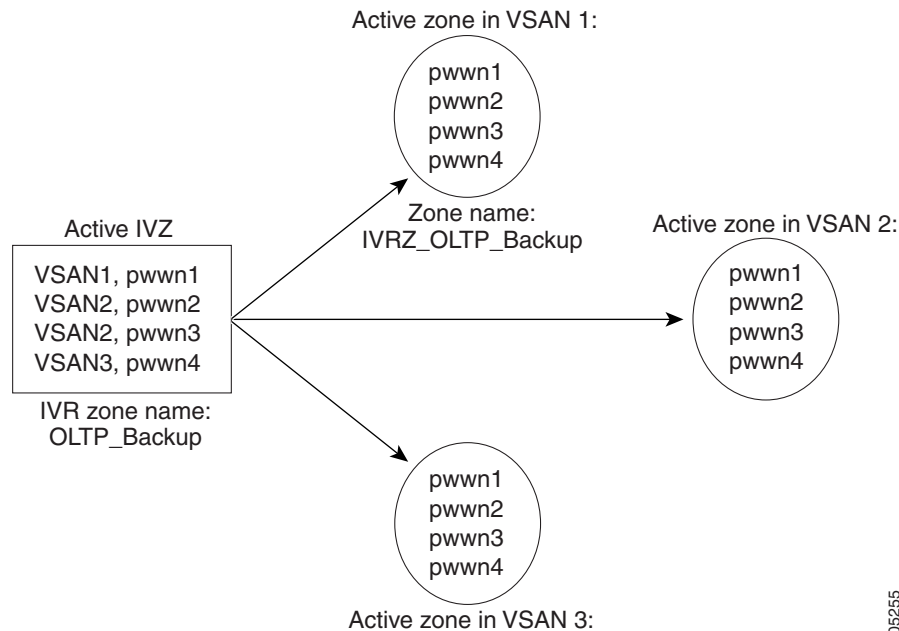 Active zone in VSAN 1:
pwwn1
pwwn2
pwwn3
pwwn4
Zone name:
IVRZ_OLTP_Backup
Active IVZ
VSAN1, pwwn1
VSAN2, pwwn2
VSAN2, pwwn3
VSAN3, pwwn4
IVR zone name:
OLTP_Backup
Active zone in VSAN 2:
pwwn1
pwwn2
pwwn3
pwwn4
pwwn1
pwwn2
pwwn3
pwwn4
Active zone in VSAN 3: